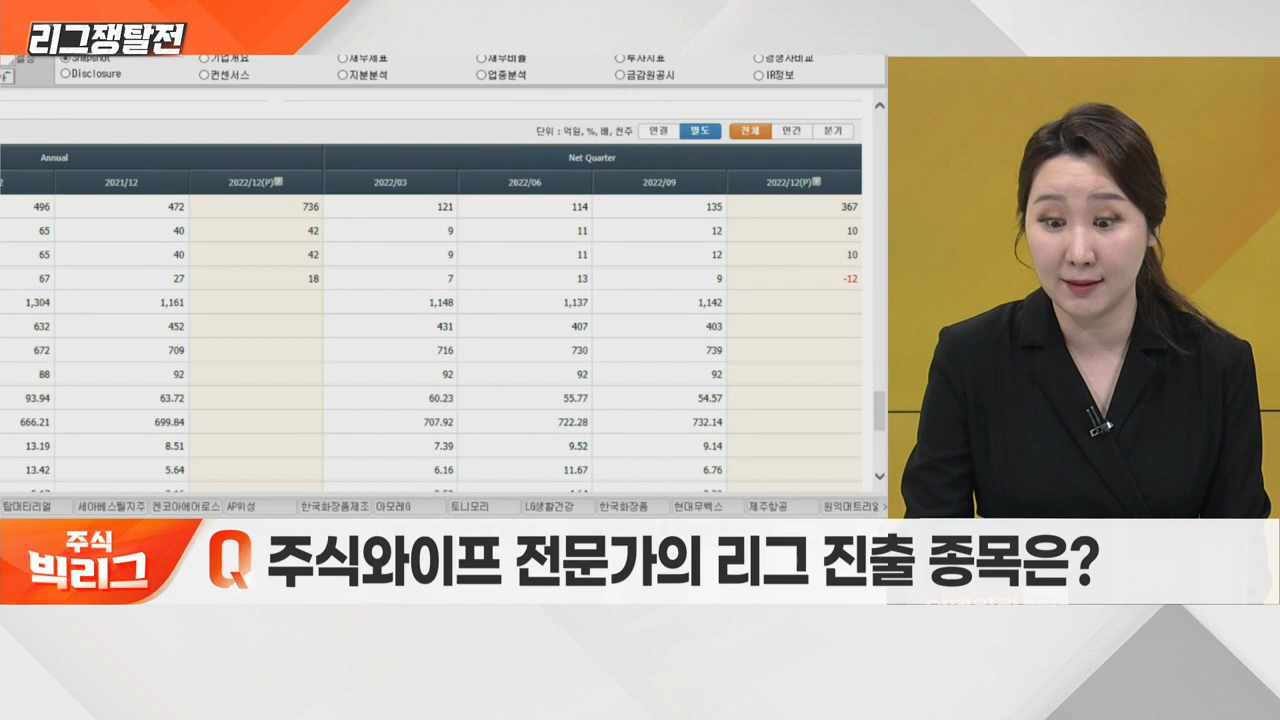 리그쟁탈전
Snapshot 기업개요 재무제표 재무비율 투자지표 경쟁사비교
Disclosure 컨센서스 지분분석 업종분석 금감원공시 IR정보
단위 : 억원, %, 배, 천주 연결 별도 전체 연간 분기
Annual Net Quarter
2021/12 2022/12(P) 2022/03 2022/06 2022/09 2022/12(P)
496 472 736 121 114 135 367
65 40 42 9 11 12 10
65 40 42 9 11 12 10
67 27 18 7 13 9 -12
1,304 1,161 1,148 1,137 1,142
632 452 431 407 403
672 709 716 730 739
88 92 92 92 92
93.94 63.72 60.23 55.77 54.57
666.21 699.84 707.92 722.28 732.14
13.19 8.51 7.39 9.52 9.14
13.42 5.64 6.16 11.67 6.76
탑머티리얼 세아베스틸지주 켄코아에어로스 AP위성 한국화장품제조 아모레G 토니모리 LG생활건강 한국화장품 현대무벡스 제주항공 원익머트리얼
주식
빅리그
Q 주식와이프 전문가의 리그 진출 종목은?